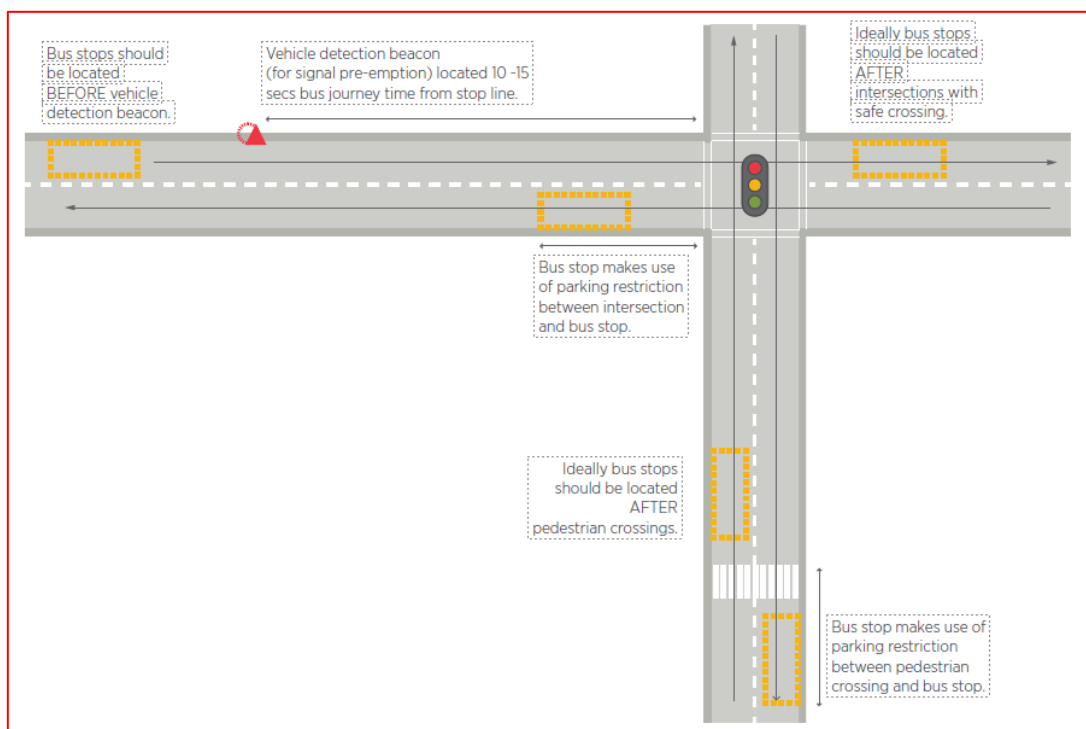 Bus stops should
be located
BEFORE vehicle
detection beacon.
Vehicle detection beacon
(for signal pre-emption) located 10 -15
secs bus journey time from stop line.
Ideally bus stops
should be located
AFTER
intersections with
safe crossing.
Bus stop makes use
of parking restriction
between intersection
and bus stop.
Ideally bus stops
should be located
AFTER
pedestrian crossings.
Bus stop makes use of
parking restriction
between pedestrian
crossing and bus stop.